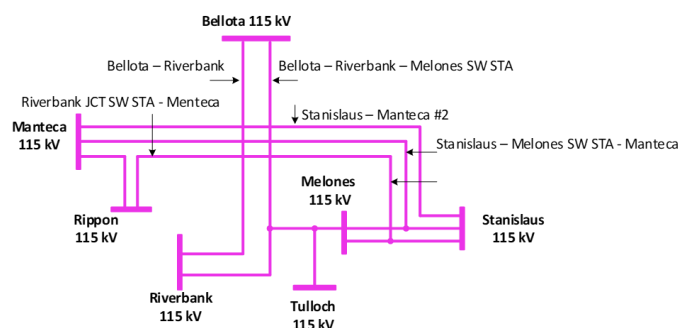 Bellota 115 kV
Bellota – Riverbank
Bellota – Riverbank – Melones SW STA
Riverbank JCT SW STA - Menteca
Stanislaus – Manteca #2
Manteca
115 kV
Stanislaus – Melones SW STA - Manteca
Melones
115 kV
Rippon
115 kV
Stanislaus
115 kV
Riverbank
115 kV
Tulloch
115 kV